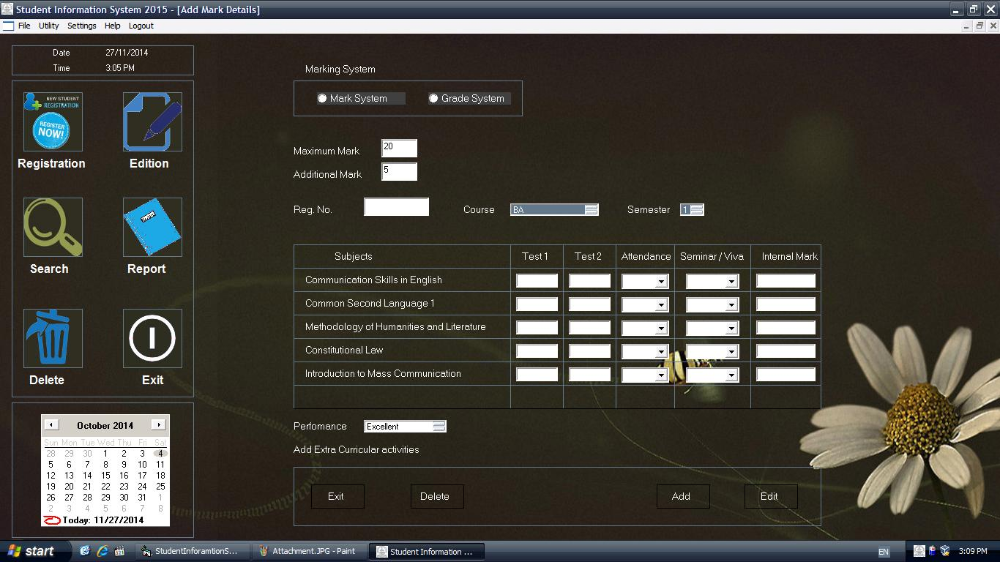 Student Information System 2015 - [Add Mark Details]
File Utility Settings Help Logout
Date 27/11/2014
Time 3:05 PM
NEW STUDENT
REGISTRATION
REGISTER
NOW!
Registration Edition
Search Report
Delete Exit
October 2014
Sun Mon Tue Wed Thu Fri Sat
28 29 30 1 2 3 4
5 6 7 8 9 10 11
12 13 14 15 16 17 18
19 20 21 22 23 24 25
26 27 28 29 30 31 1
2 3 4 5 6 7 8
Today: 11/27/2014
Marking System
Mark System Grade System
Maximum Mark 20
Additional Mark 5
Reg. No. Course BA Semester 1
Subjects Test 1 Test 2 Attendance Seminar / Viva Internal Mark
Communication Skills in English
Common Second Language 1
Methodology of Humanities and Literature
Constitutional Law
Introduction to Mass Communication
Perfomance Excellent
Add Extra Curricular activities
Exit Delete Add Edit
start StudentInforamtionS... Attachment.JPG - Paint Student Information ... EN 3:09 PM